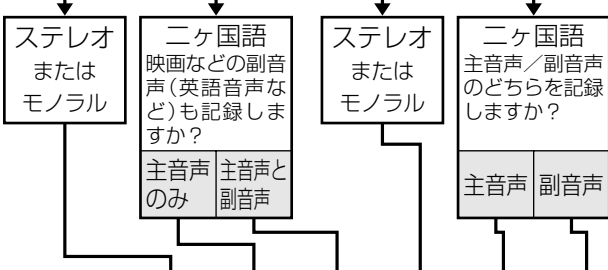 ステレオ
または
モノラル
二ヶ国語
映画などの副音
声(英語音声な
ど)も記録しま
すか?
主音声
のみ
主音声と
副音声
ステレオ
または
モノラル
二ヶ国語
主音声/副音声
のどちらを記録
しますか?
主音声
副音声